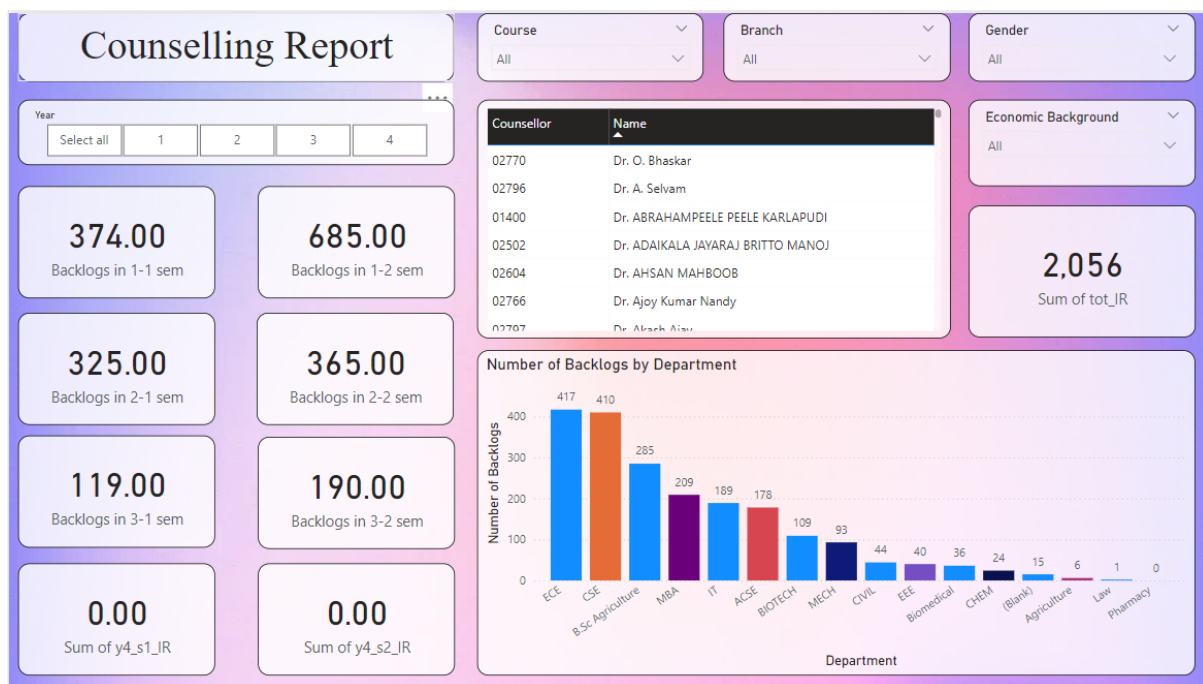 Counselling Report
Course
All
Branch
All
Gender
All
...
Year
Select all 1 2 3 4
Counsellor Name
02770 Dr. O. Bhaskar
02796 Dr. A. Selvam
01400 Dr. ABRAHAMPEELE PEELE KARLAPUDI
02502 Dr. ADAIKALA JAYARAJ BRITTO MANOJ
02604 Dr. AHSAN MAHBOOB
02766 Dr. Ajoy Kumar Nandy
02797 Dr. Akash Ajay
Economic Background
All
374.00
Backlogs in 1-1 sem
685.00
Backlogs in 1-2 sem
2,056
Sum of tot_IR
325.00
Backlogs in 2-1 sem
365.00
Backlogs in 2-2 sem
119.00
Backlogs in 3-1 sem
190.00
Backlogs in 3-2 sem
0.00
Sum of y4_s1_IR
0.00
Sum of y4_s2_IR
Number of Backlogs by Department
Number of Backlogs
400
300
200
100
0
417 410 285 209 189 178 109 93 44 40 36 24 15 6 1 0
ECE CSE B.Sc Agriculture MBA IT ACSE BIOTECH MECH CIVIL EEE Biomedical CHEM (Blank) Agriculture Law Pharmacy
Department